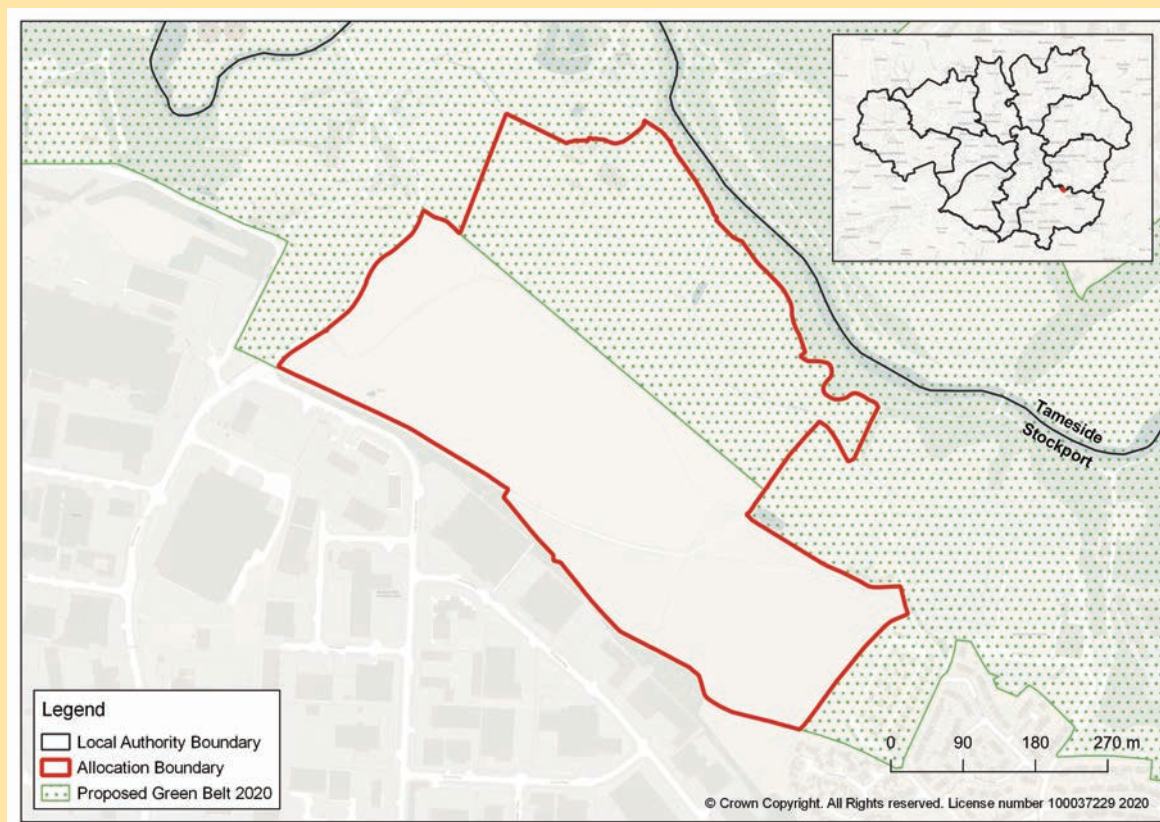 Tameside
Stockport
Legend
Local Authority Boundary
Allocation Boundary
Proposed Green Belt 2020
0 90 180 270 m
© Crown Copyright. All Rights reserved. License number 100037229 2020